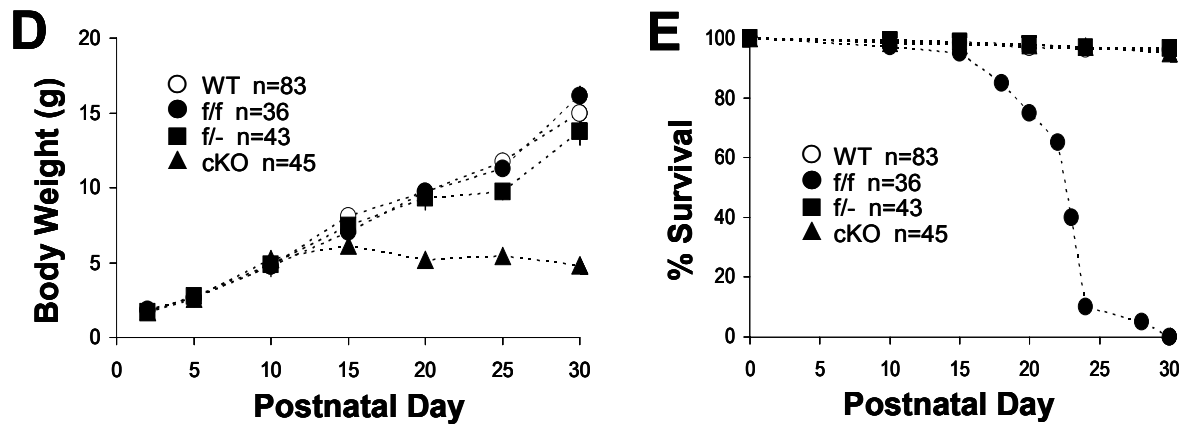 D
20
15
10
5
0
Body Weight (g)
WT n=83
f/f n=36
f/- n=43
cKO n=45
0 5 10 15 20 25 30
Postnatal Day
E
100
80
60
40
20
0
% Survival
WT n=83
f/f n=36
f/- n=43
cKO n=45
0 5 10 15 20 25 30
Postnatal Day